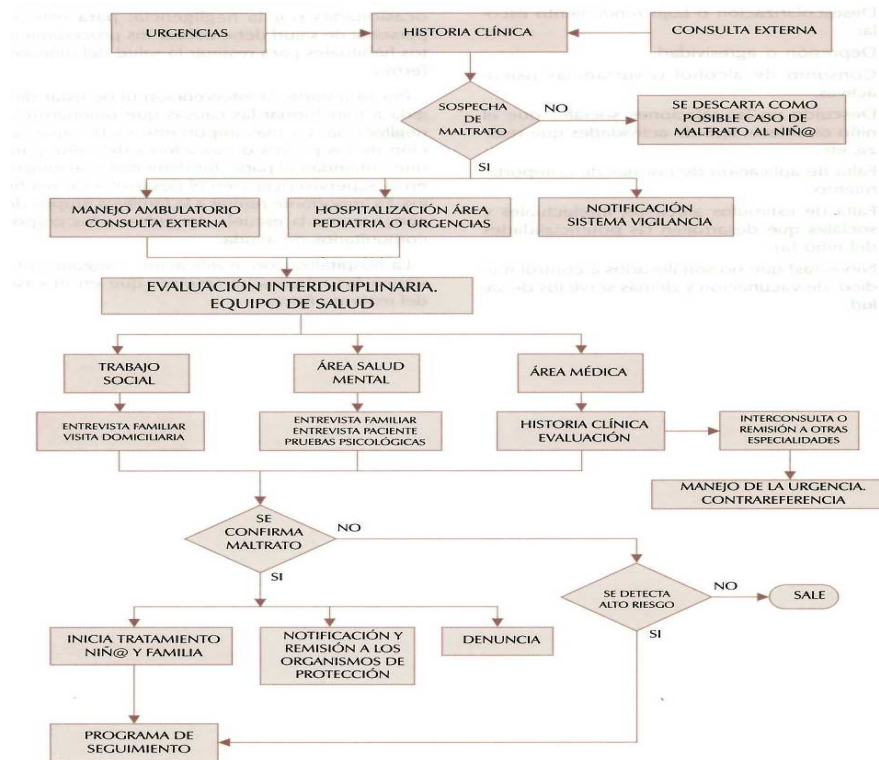 URGENCIAS
HISTORIA CLÍNICA
CONSULTA EXTERNA
SOSPECHA
DE
MALTRATO
NO
SE DESCARTA COMO
POSIBLE CASO DE
MALTRATO AL NIÑ@
SI
MANEJO AMBULATORIO
CONSULTA EXTERNA
HOSPITALIZACIÓN ÁREA
PEDIATRIA O URGENCIAS
NOTIFICACIÓN
SISTEMA VIGILANCIA
EVALUACIÓN INTERDICIPLINARIA.
EQUIPO DE SALUD
TRABAJO
SOCIAL
ÁREA SALUD
MENTAL
ÁREA MÉDICA
ENTREVISTA FAMILIAR
VISITA DOMICILIARIA
ENTREVISTA FAMILIAR
ENTREVISTA PACIENTE
PRUEBAS PSICOLÓGICAS
HISTORIA CLÍNICA
EVALUACIÓN
INTERCONSULTA O
REMISIÓN A OTRAS
ESPECIALIDADES
MANEJO DE LA URGENCIA.
CONTRAREFERENCIA
SE
CONFIRMA
MALTRATO
NO
SI
SE DETECTA
ALTO RIESGO
NO
SALE
SI
INICIA TRATAMIENTO
NIÑ@ Y FAMILIA
NOTIFICACIÓN Y
REMISIÓN A LOS
ORGANISMOS DE
PROTECCIÓN
DENUNCIA
PROGRAMA DE
SEGUIMIENTO